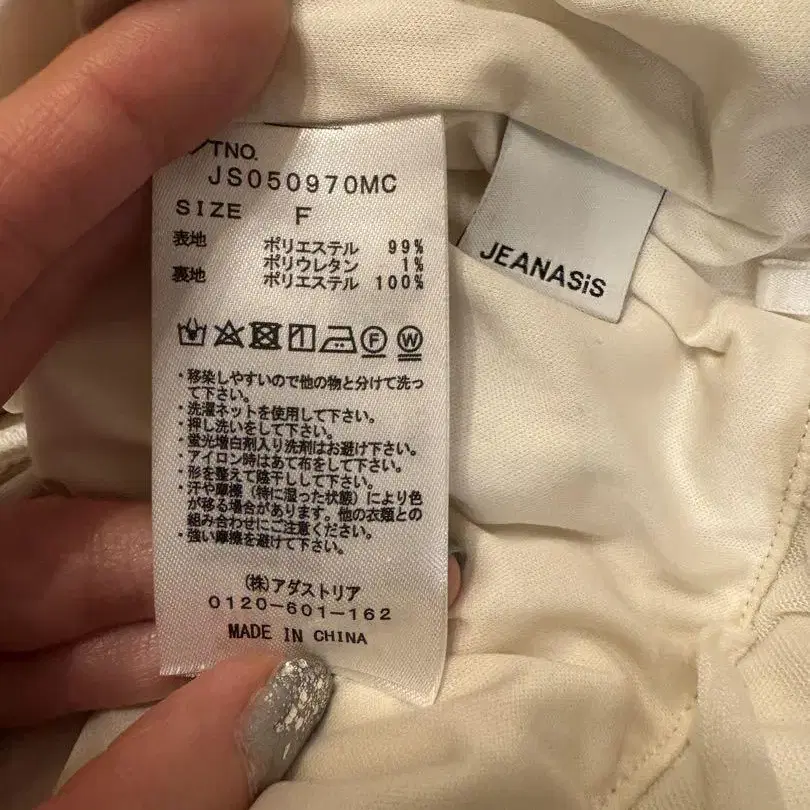 TNO.
JS050970MC
SIZE F
表地 ポリエステル 99%
ポリウレタン 1%
裏地 ポリエステル 100%
F W
・移染しやすいので他の物と分けて洗っ
て下さい。
・洗濯ネットを使用して下さい。
・押し洗いをして下さい。
・蛍光増白剤入り洗剤はお避け下さい。
・アイロン時はあて布をして下さい。
・形を整えて陰干しして下さい。
・汗や摩擦（特に湿った状態）により色
が移る場合があります。他の衣類との
組み合わせにご注意ください。
・強い摩擦を避けて下さい。
(株)アダストリア
0120-601-162
MADE IN CHINA
JEANASiS